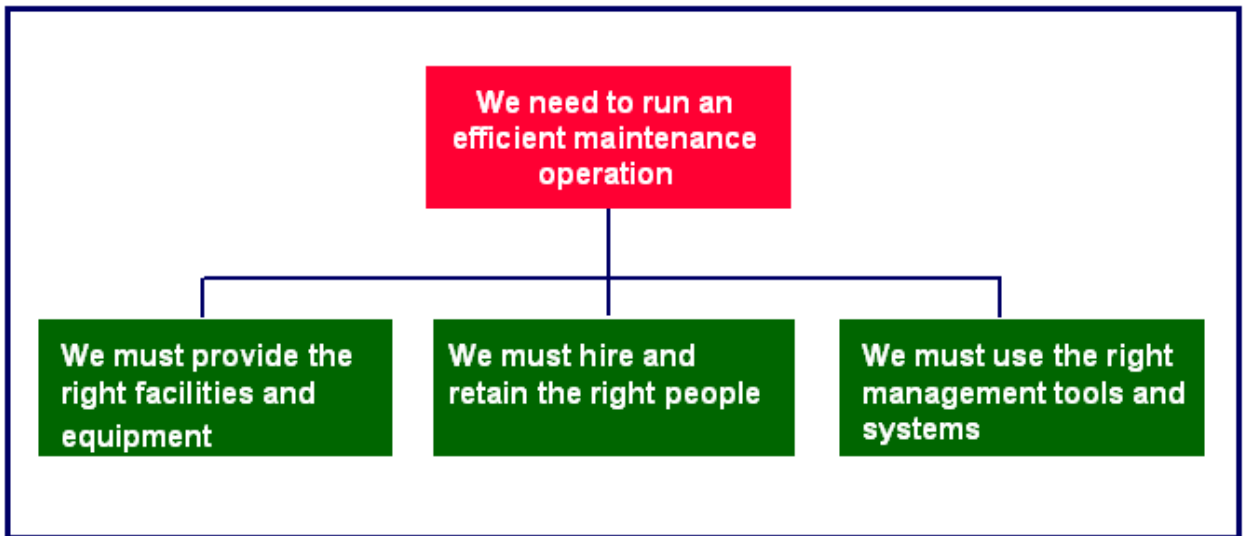 We need to run an
efficient maintenance
operation
We must provide the
right facilities and
equipment
We must hire and
retain the right people
We must use the right
management tools and
systems